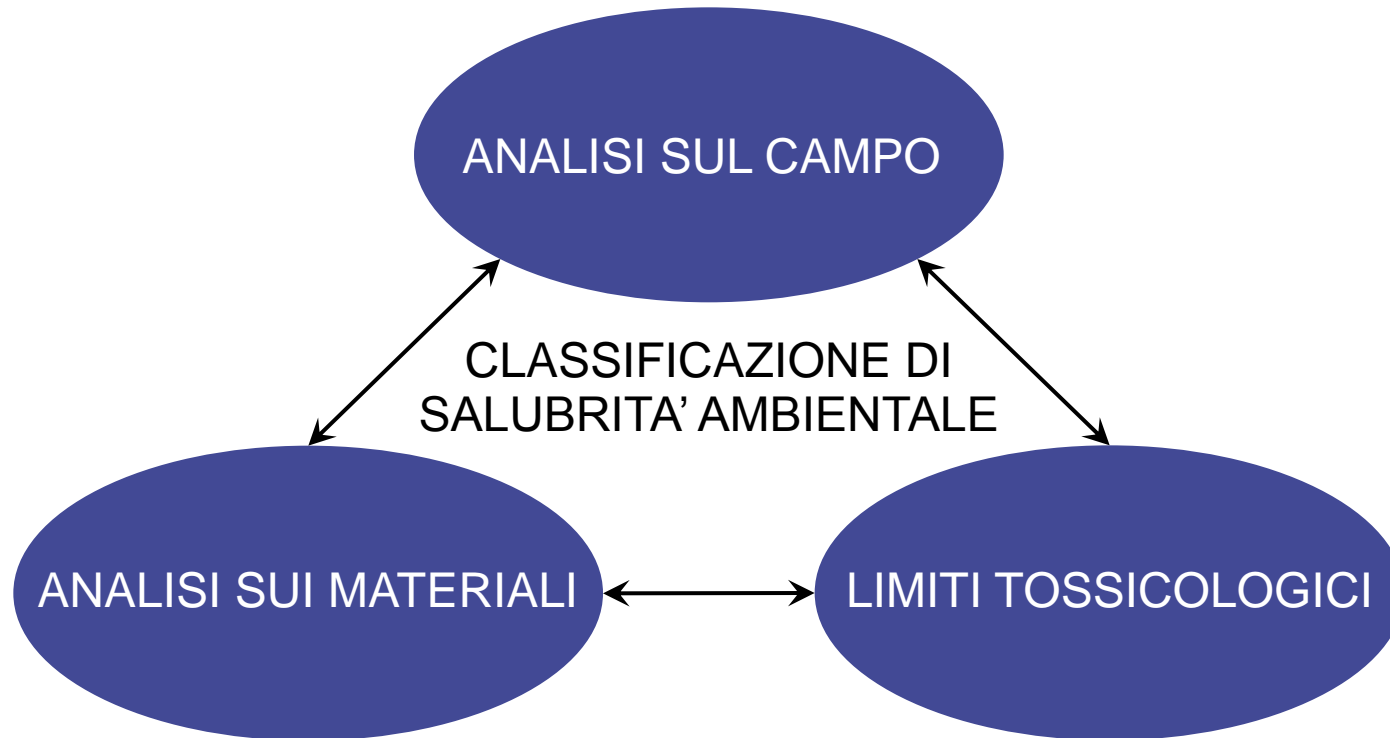 ANALISI SUL CAMPO
CLASSIFICAZIONE DI
SALUBRITA’ AMBIENTALE
ANALISI SUI MATERIALI
LIMITI TOSSICOLOGICI